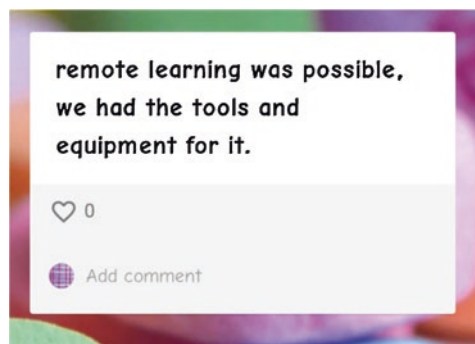 remote learning was possible,
we had the tools and
equipment for it.
0
Add comment